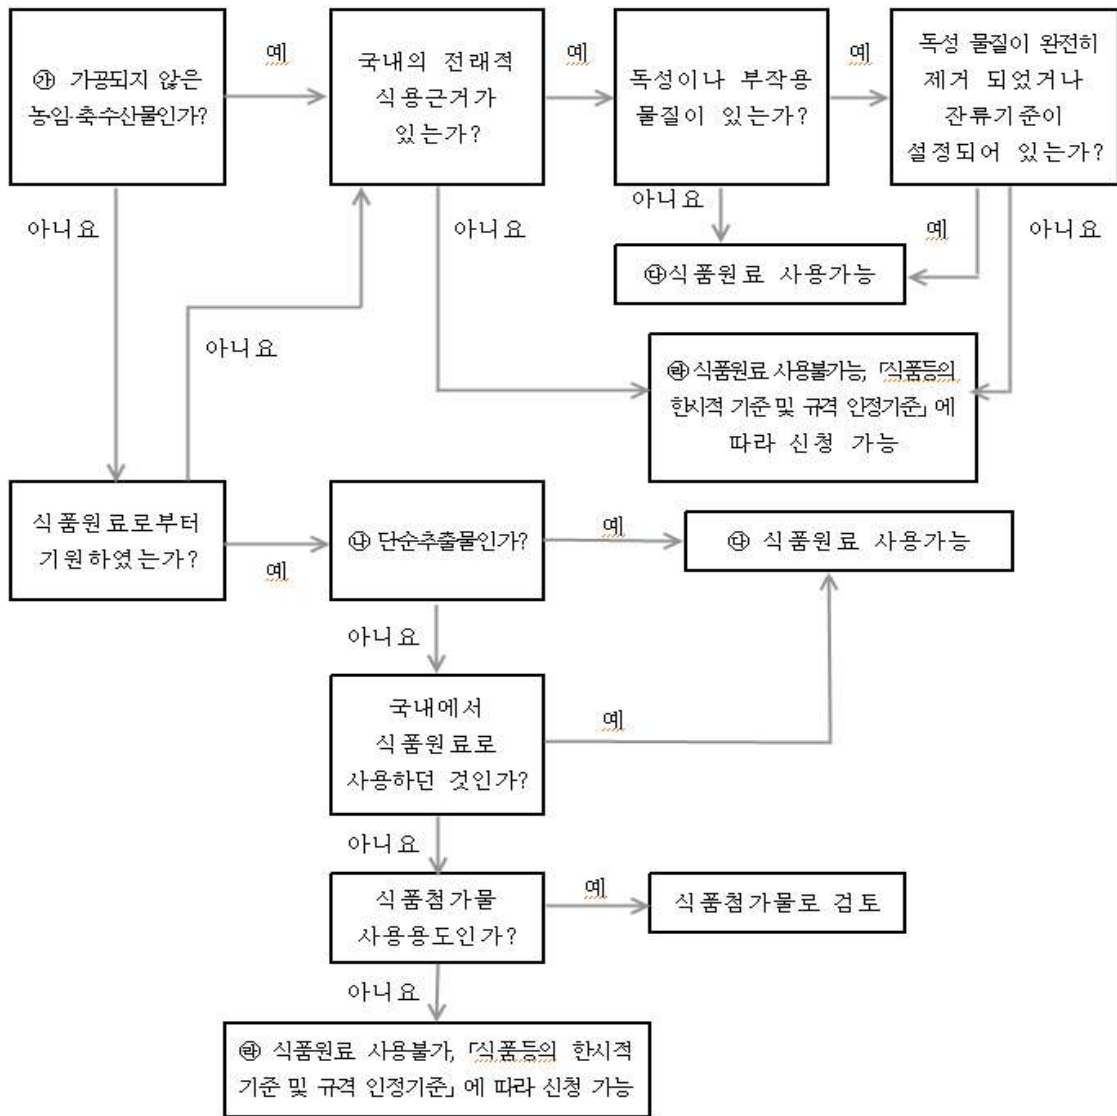 ㉮ 가공되지 않은
농임·축수산물인가?
예
국내의 전래적
식용근거가
있는가?
예
독성이나 부작용
물질이 있는가?
예
독성 물질이 완전히
제거 되었거나
잔류기준이
설정되어 있는가?
아니요
아니요
아니요
예
아니요
㉰식품원료 사용가능
아니요
㉱ 식품원료 사용불가능, 「식품등의
한시적 기준 및 규격 인정기준」에
따라 신청 가능
식품원료로부터
기원하였는가?
예
㉯ 단순추출물인가?
예
㉰ 식품원료 사용가능
아니요
국내에서
식품원료로
사용하던 것인가?
예
아니요
식품첨가물
사용용도인가?
예
식품첨가물로 검토
아니요
㉱ 식품원료 사용불가, 「식품등의 한시적
기준 및 규격 인정기준」에 따라 신청 가능